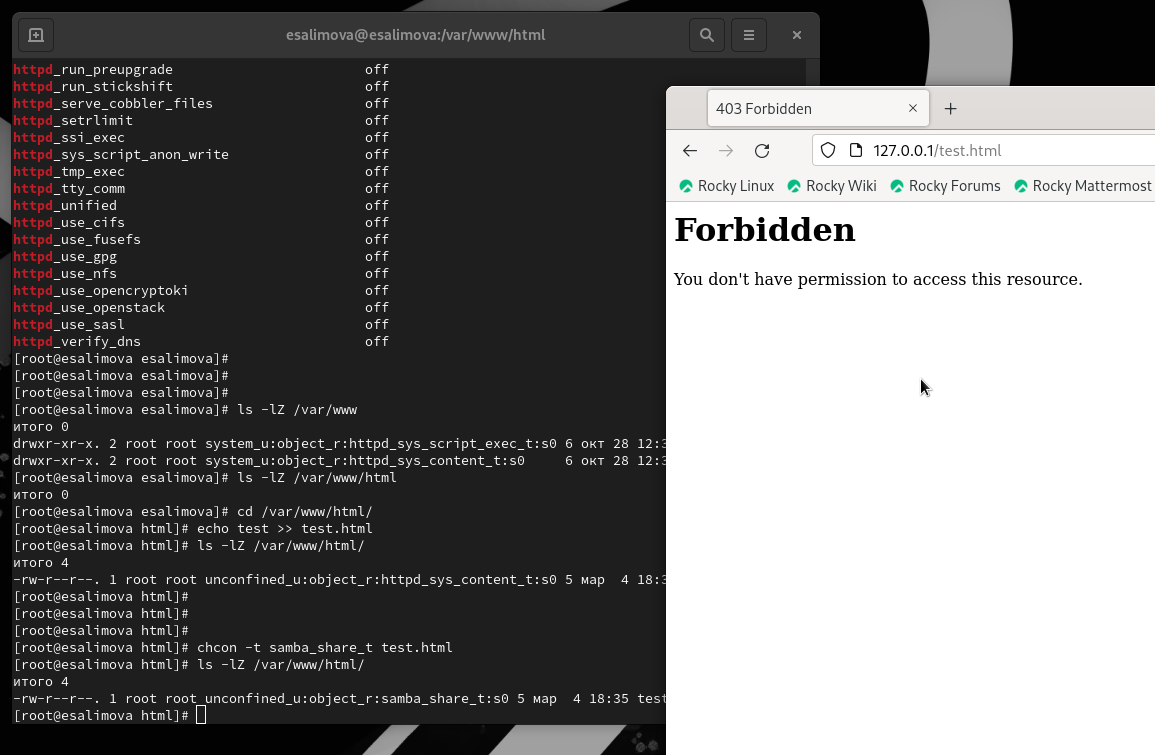 esalimova@esalimova:/var/www/html
httpd_run_preupgrade off
httpd_run_stickshift off
httpd_serve_cobbler_files off
httpd_setrlimit off
httpd_ssi_exec off
httpd_sys_script_anon_write off
httpd_tmp_exec off
httpd_tty_comm off
httpd_unified off
httpd_use_cifs off
httpd_use_fusefs off
httpd_use_gpg off
httpd_use_nfs off
httpd_use_opencryptoki off
httpd_use_openstack off
httpd_use_sasl off
httpd_verify_dns off
[root@esalimova esalimova]#
[root@esalimova esalimova]#
[root@esalimova esalimova]#
[root@esalimova esalimova]# ls -lZ /var/www
итого 0
drwxr-xr-x. 2 root root system_u:object_r:httpd_sys_script_exec_t:s0 6 окт 28 12:3
drwxr-xr-x. 2 root root system_u:object_r:httpd_sys_content_t:s0 6 окт 28 12:3
[root@esalimova esalimova]# ls -lZ /var/www/html
итого 0
[root@esalimova esalimova]# cd /var/www/html/
[root@esalimova html]# echo test >> test.html
[root@esalimova html]# ls -lZ /var/www/html/
итого 4
-rw-r--r--. 1 root root unconfined_u:object_r:httpd_sys_content_t:s0 5 мар 4 18:3
[root@esalimova html]#
[root@esalimova html]#
[root@esalimova html]#
[root@esalimova html]# chcon -t samba_share_t test.html
[root@esalimova html]# ls -lZ /var/www/html/
итого 4
-rw-r--r--. 1 root root unconfined_u:object_r:samba_share_t:s0 5 мар 4 18:35 test
[root@esalimova html]#
403 Forbidden
127.0.0.1/test.html
Rocky Linux Rocky Wiki Rocky Forums Rocky Mattermost
Forbidden
You don't have permission to access this resource.